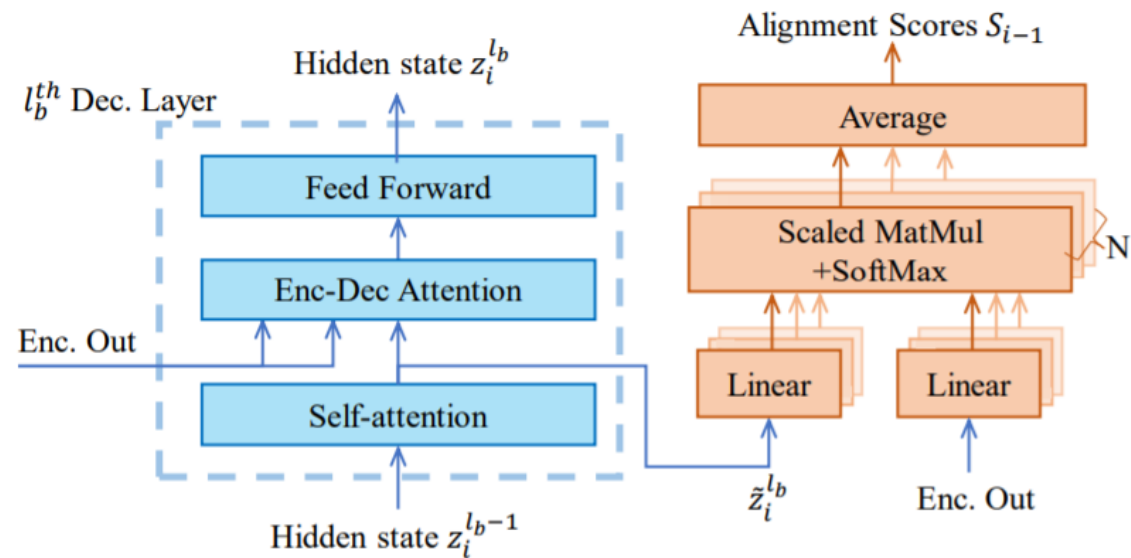 Alignment Scores $S_{i-1}$
Hidden state $z_i^{l_b}$
$l_b^{th}$ Dec. Layer
Average
Feed Forward
Scaled MatMul
+SoftMax
N
Enc-Dec Attention
Enc. Out
Linear
Linear
Self-attention
$\tilde{z}_i^{l_b}$
Enc. Out
Hidden state $z_i^{l_b-1}$